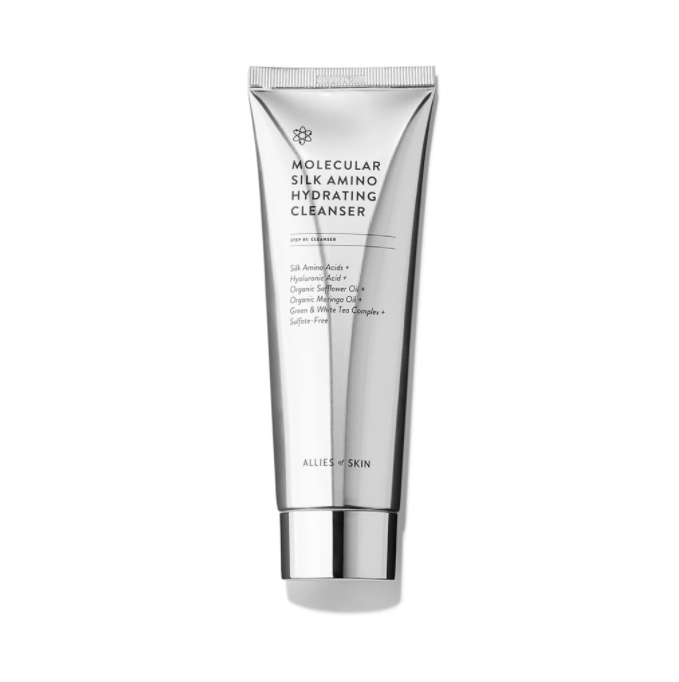 MOLECULAR
SILK AMINO
HYDRATING
CLEANSER
STEP 01: CLEANSER
Silk Amino Acids +
Hyaluronic Acid +
Organic Safflower Oil +
Organic Moringa Oil +
Green & White Tea Complex +
Sulfate-Free
ALLIES of SKIN